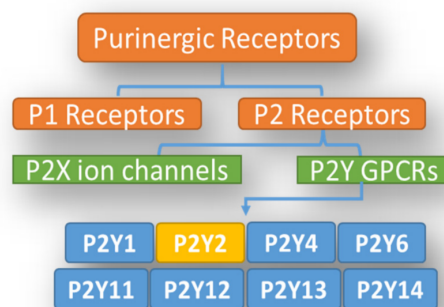 Purinergic Receptors
P1 Receptors P2 Receptors
P2X ion channels P2Y GPCRs
P2Y1 P2Y2 P2Y4 P2Y6
P2Y11 P2Y12 P2Y13 P2Y14